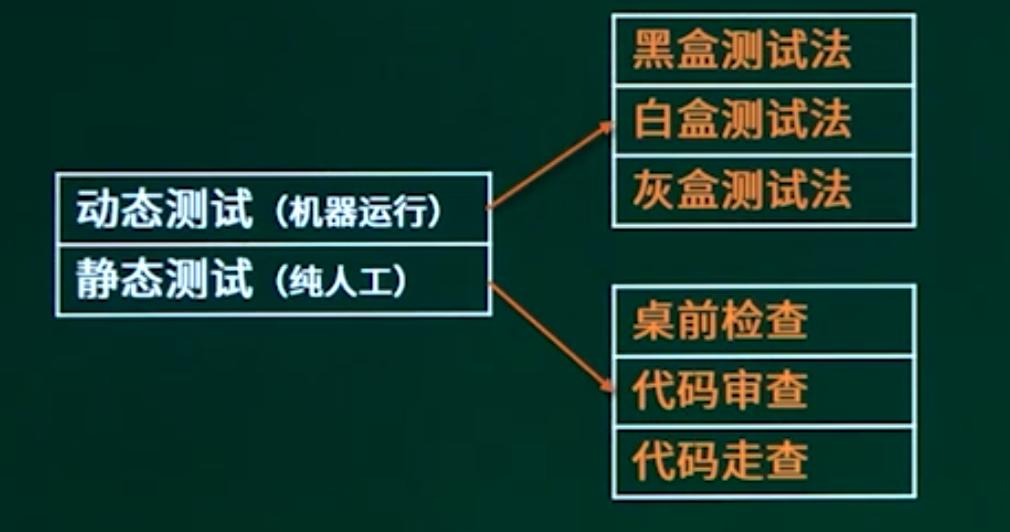 黑盒测试法
白盒测试法
灰盒测试法
动态测试（机器运行）
静态测试（纯人工）
桌前检查
代码审查
代码走查